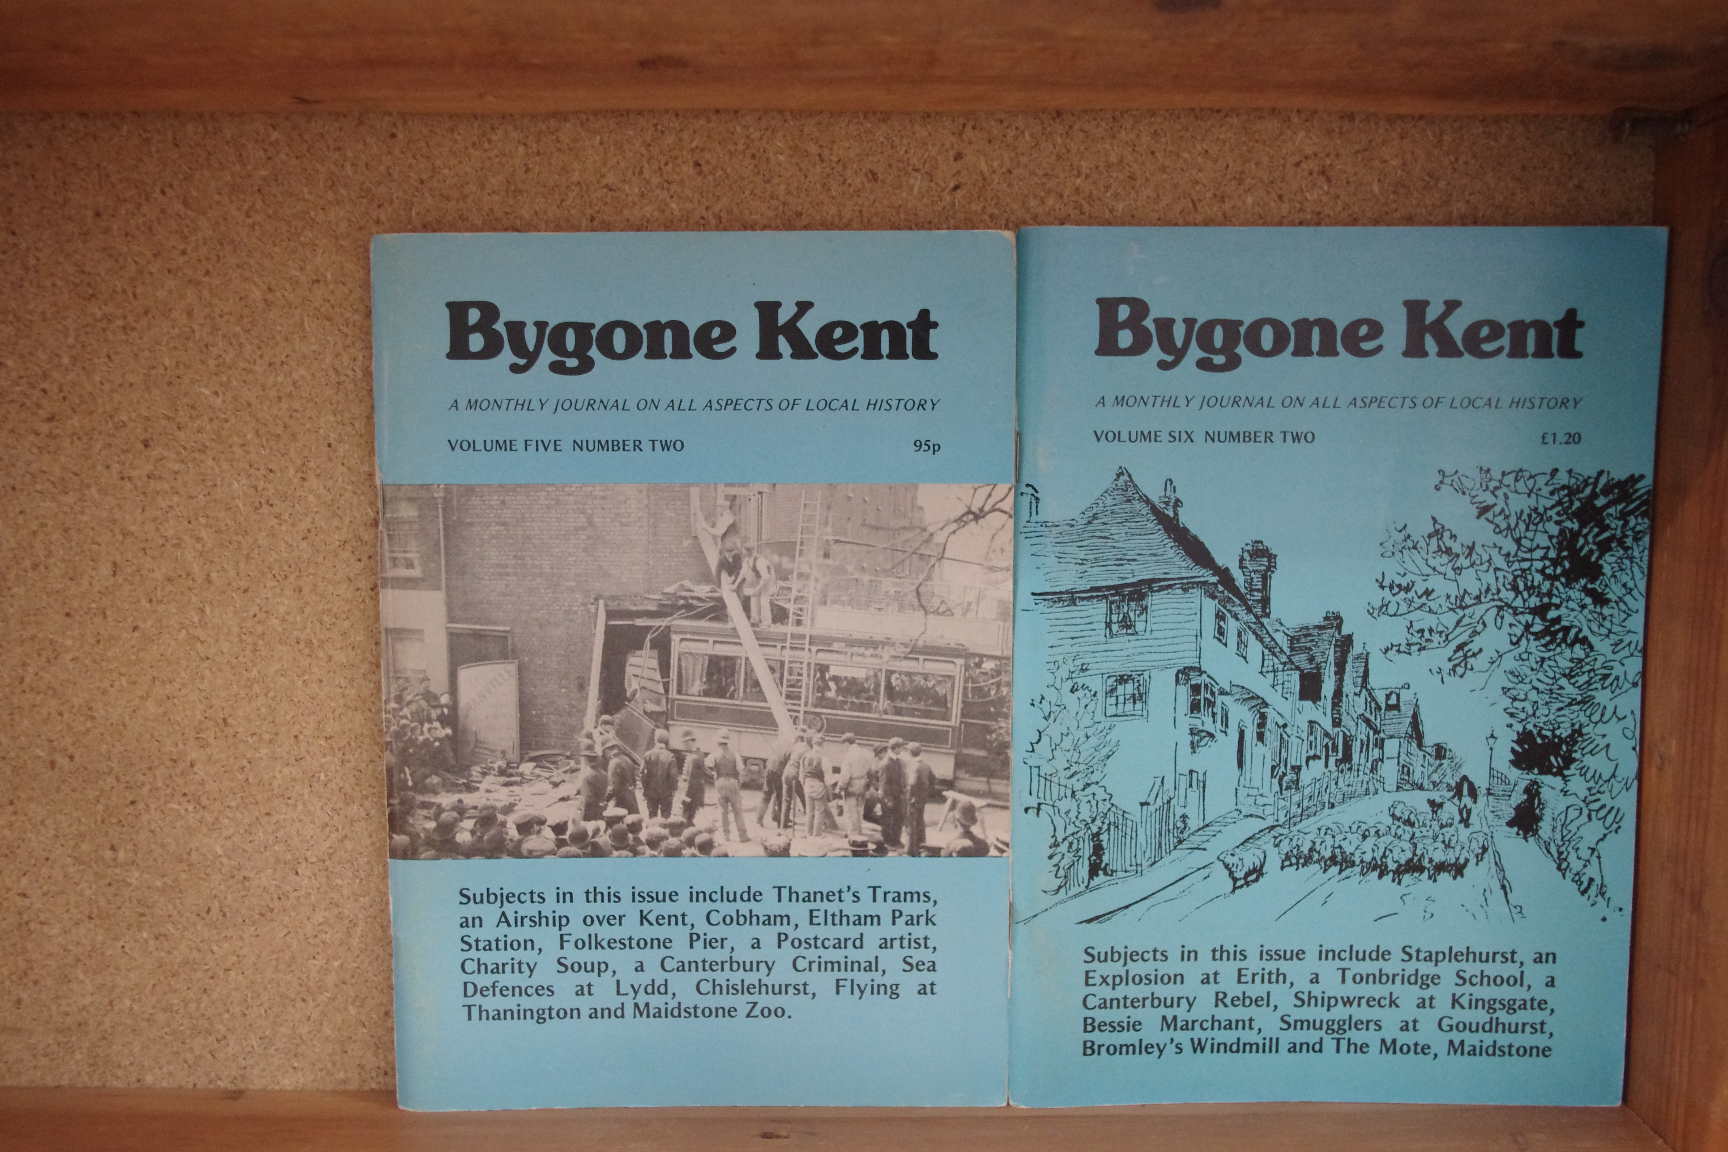 Bygone Kent
A MONTHLY JOURNAL ON ALL ASPECTS OF LOCAL HISTORY
VOLUME FIVE NUMBER TWO 95p
Subjects in this issue include Thanet's Trams,
an Airship over Kent, Cobham, Eltham Park
Station, Folkestone Pier, a Postcard artist,
Charity Soup, a Canterbury Criminal, Sea
Defences at Lydd, Chislehurst, Flying at
Thanington and Maidstone Zoo.
Bygone Kent
A MONTHLY JOURNAL ON ALL ASPECTS OF LOCAL HISTORY
VOLUME SIX NUMBER TWO £1.20
Subjects in this issue include Staplehurst, an
Explosion at Erith, a Tonbridge School, a
Canterbury Rebel, Shipwreck at Kingsgate,
Bessie Marchant, Smugglers at Goudhurst,
Bromley's Windmill and The Mote, Maidstone